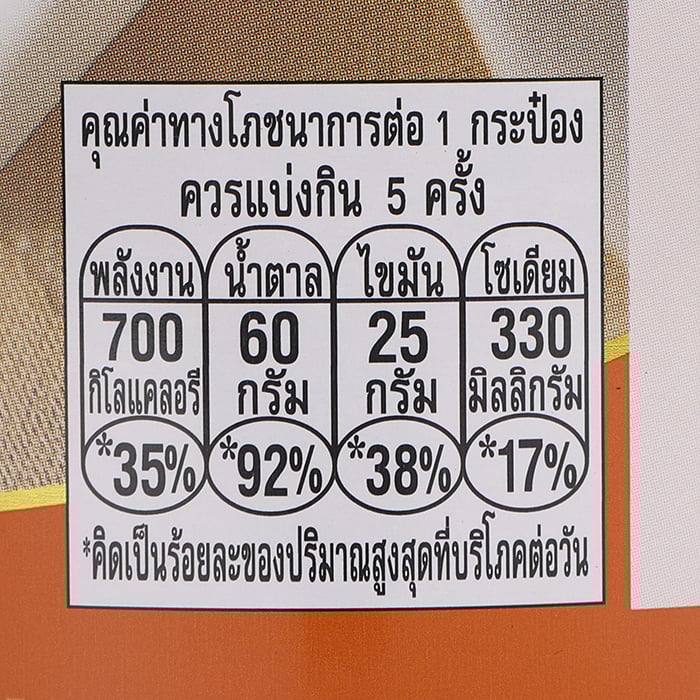 คุณค่าทางโภชนาการต่อ 1 กระป๋อง
ควรแบ่งกิน 5 ครั้ง
พลังงาน น้ำตาล ไขมัน โซเดียม
700 60 25 330
กิโลแคลอรี กรัม กรัม มิลลิกรัม
*35% *92% *38% *17%
*คิดเป็นร้อยละของปริมาณสูงสุดที่บริโภคต่อวัน